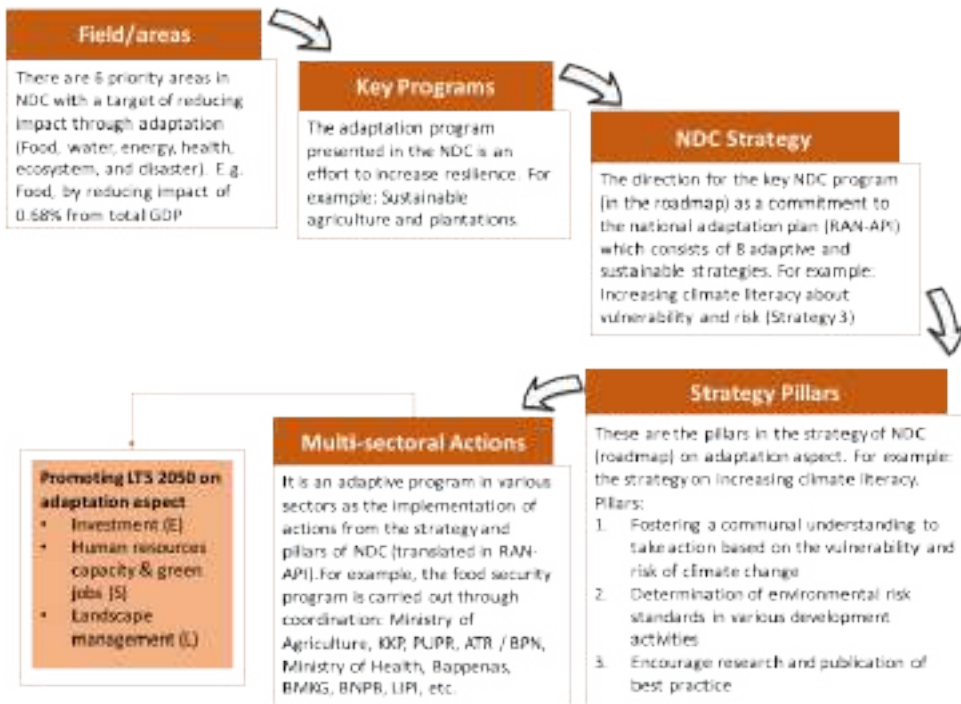 Field/areas
There are 6 priority areas in
NDC with a target of reducing
impact through adaptation
(Food, water, energy, health,
ecosystem, and disaster). E.g.
Food, by reducing impact of
0.68% from total GDP
Key Programs
The adaptation program
presented in the NDC is an
effort to increase resilience. For
example: Sustainable
agriculture and plantations.
NDC Strategy
The direction for the key NDC program
(in the roadmap) as a commitment to
the national adaptation plan (RAN-API)
which consists of 8 adaptive and
sustainable strategies. For example:
Increasing climate literacy about
vulnerability and risk (Strategy 3)
Strategy Pillars
These are the pillars in the strategy of NDC
(roadmap) on adaptation aspect. For example:
the strategy on increasing climate literacy.
Pillars:
1. Fostering a communal understanding to
take action based on the vulnerability and
risk of climate change
2. Determination of environmental risk
standards in various development
activities
3. Encourage research and publication of
best practice
Multi-sectoral Actions
It is an adaptive program in various
sectors as the implementation of
actions from the strategy and
pillars of NDC (translated in RAN-
API).For example, the food security
program is carried out through
coordination: Ministry of
Agriculture, KKP, PUPR, ATR / BPN,
Ministry of Health, Bappenas,
BMKG, BNPB, LIPI, etc.
Promoting LTS 2050 on
adaptation aspect
• Investment (E)
• Human resources
capacity & green
jobs (S)
• Landscape
management (L)